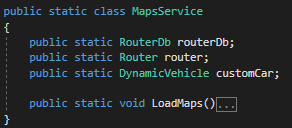 public static class MapsService
{
public static RouterDb routerDb;
public static Router router;
public static DynamicVehicle customCar;
public static void LoadMaps()...
}